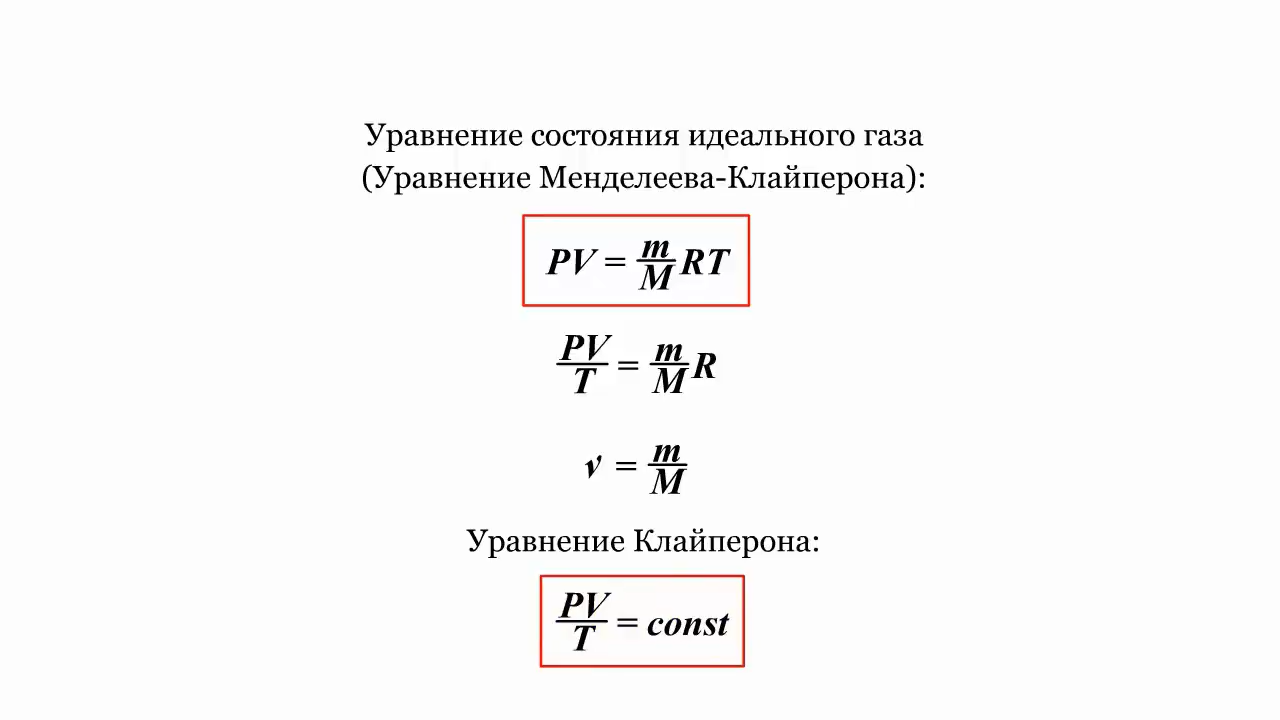 Уравнение состояния идеального газа
(Уравнение Менделеева-Клайперона):
PV = m/M RT
PV/T = m/M R
ν = m/M
Уравнение Клайперона:
PV/T = const